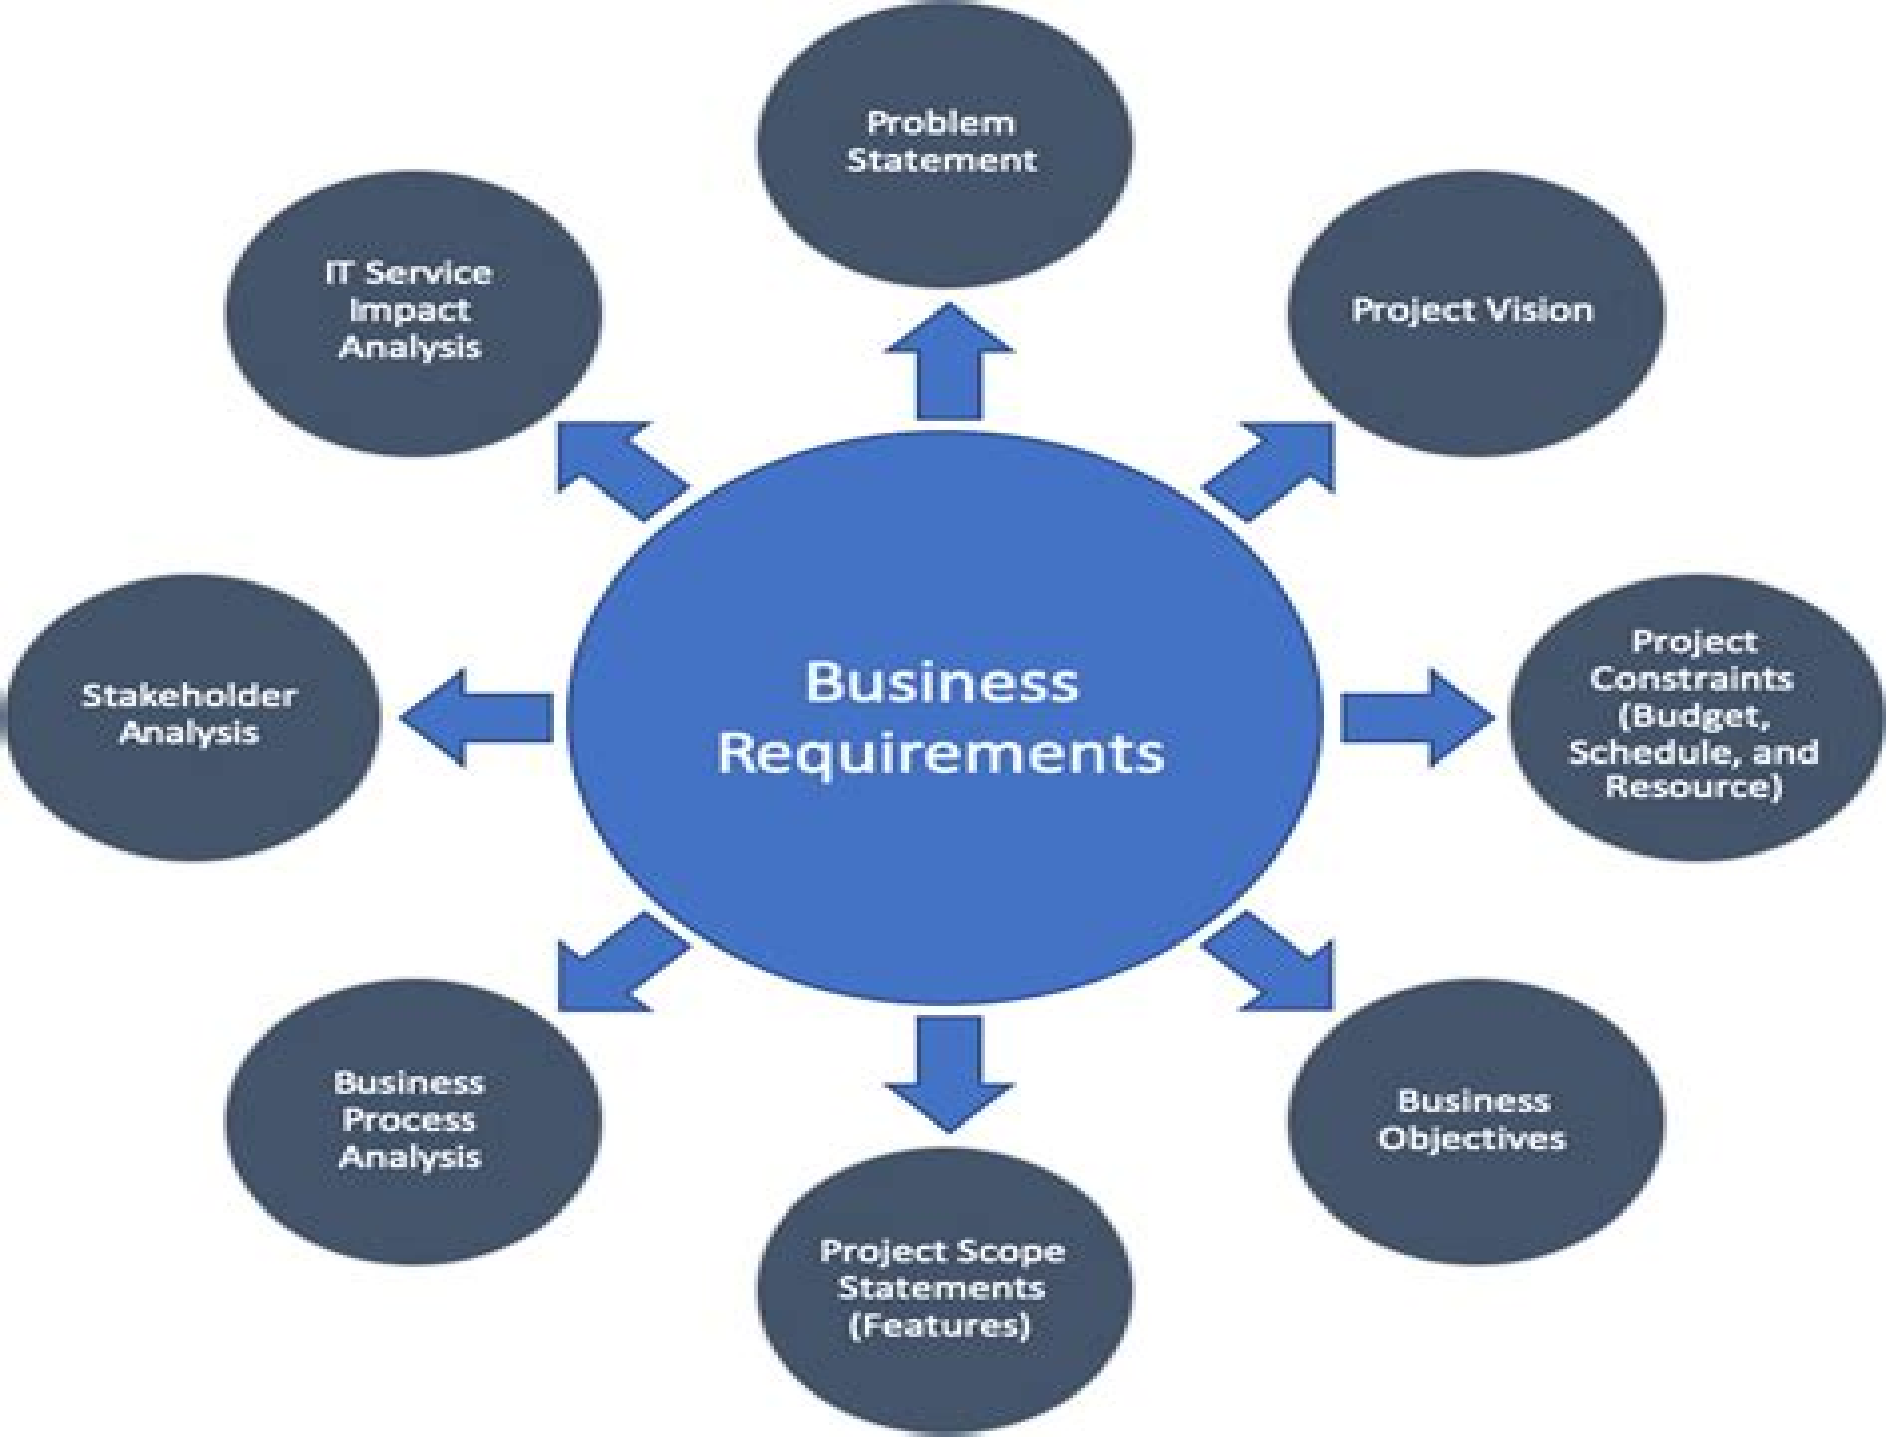 Problem
Statement
Project Vision
Project
Constraints
(Budget,
Schedule, and
Resource)
Business
Objectives
Project Scope
Statements
(Features)
Business
Process
Analysis
Stakeholder
Analysis
IT Service
Impact
Analysis
Business
Requirements